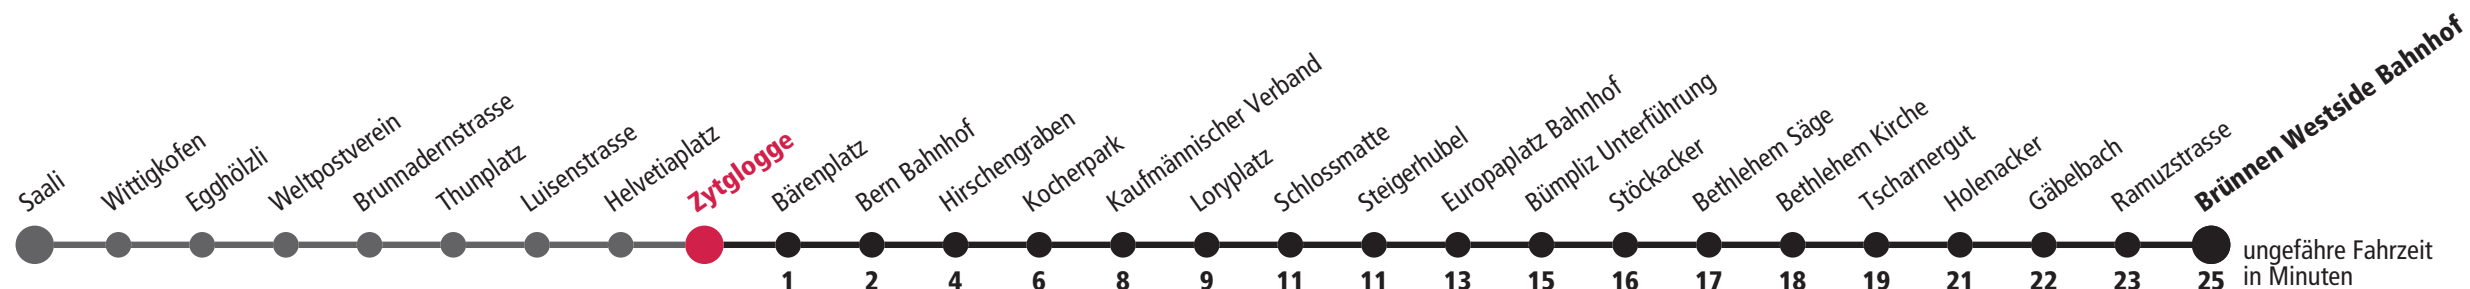 Saali
Wittigkofen
Egghölzli
Weltpostverein
Brunnadernstrasse
Thunplatz
Luisenstrasse
Helvetiaplatz
Zytglogge
Bärenplatz
Bern Bahnhof
Hirschengraben
Kocherpark
Kaufmännischer Verband
Loryplatz
Schlossmatte
Steigerhubel
Europaplatz Bahnhof
Bümpliz Unterführung
Stöckacker
Bethlehem Säge
Bethlehem Kirche
Tscharnergut
Holenacker
Gäbelbach
Ramuzstrasse
Brünnen Westside Bahnhof
1 2 4 6 8 9 11 11 13 15 16 17 18 19 21 22 23 25
ungefähre Fahrzeit
in Minuten